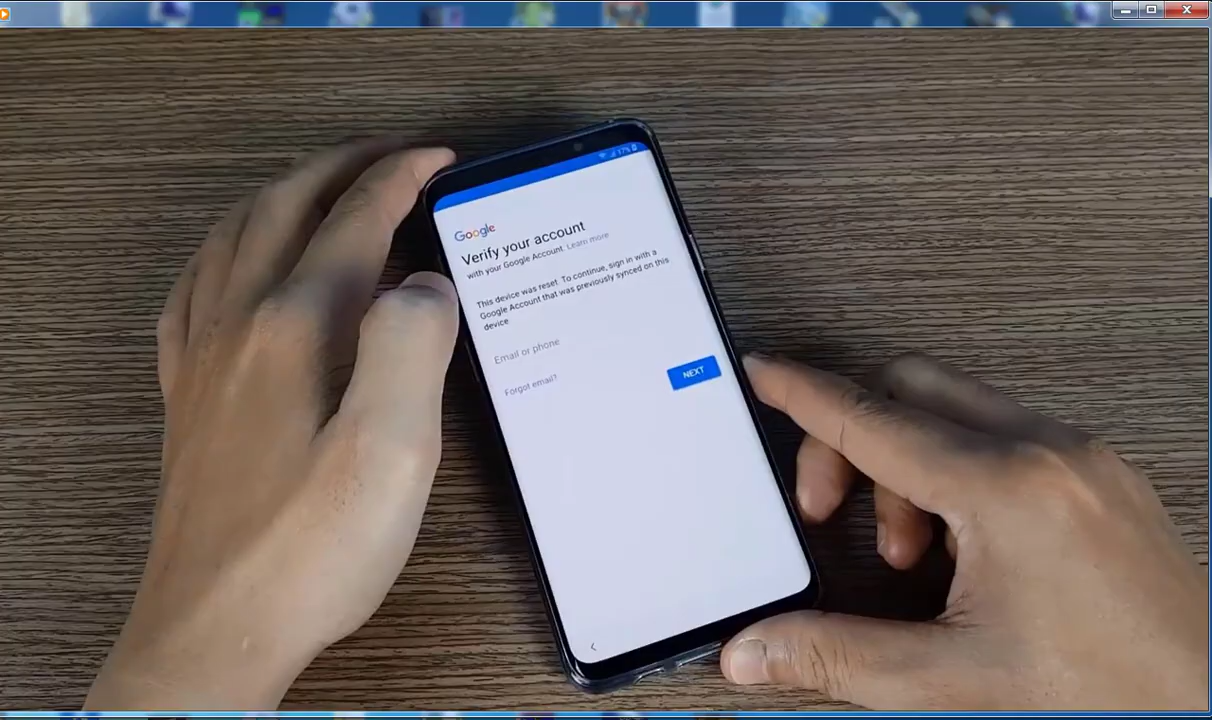 17%
Google
Verify your account
with your Google Account. Learn more
This device was reset. To continue, sign in with a
Google Account that was previously synced on this
device.
Email or phone
Forgot email?
NEXT